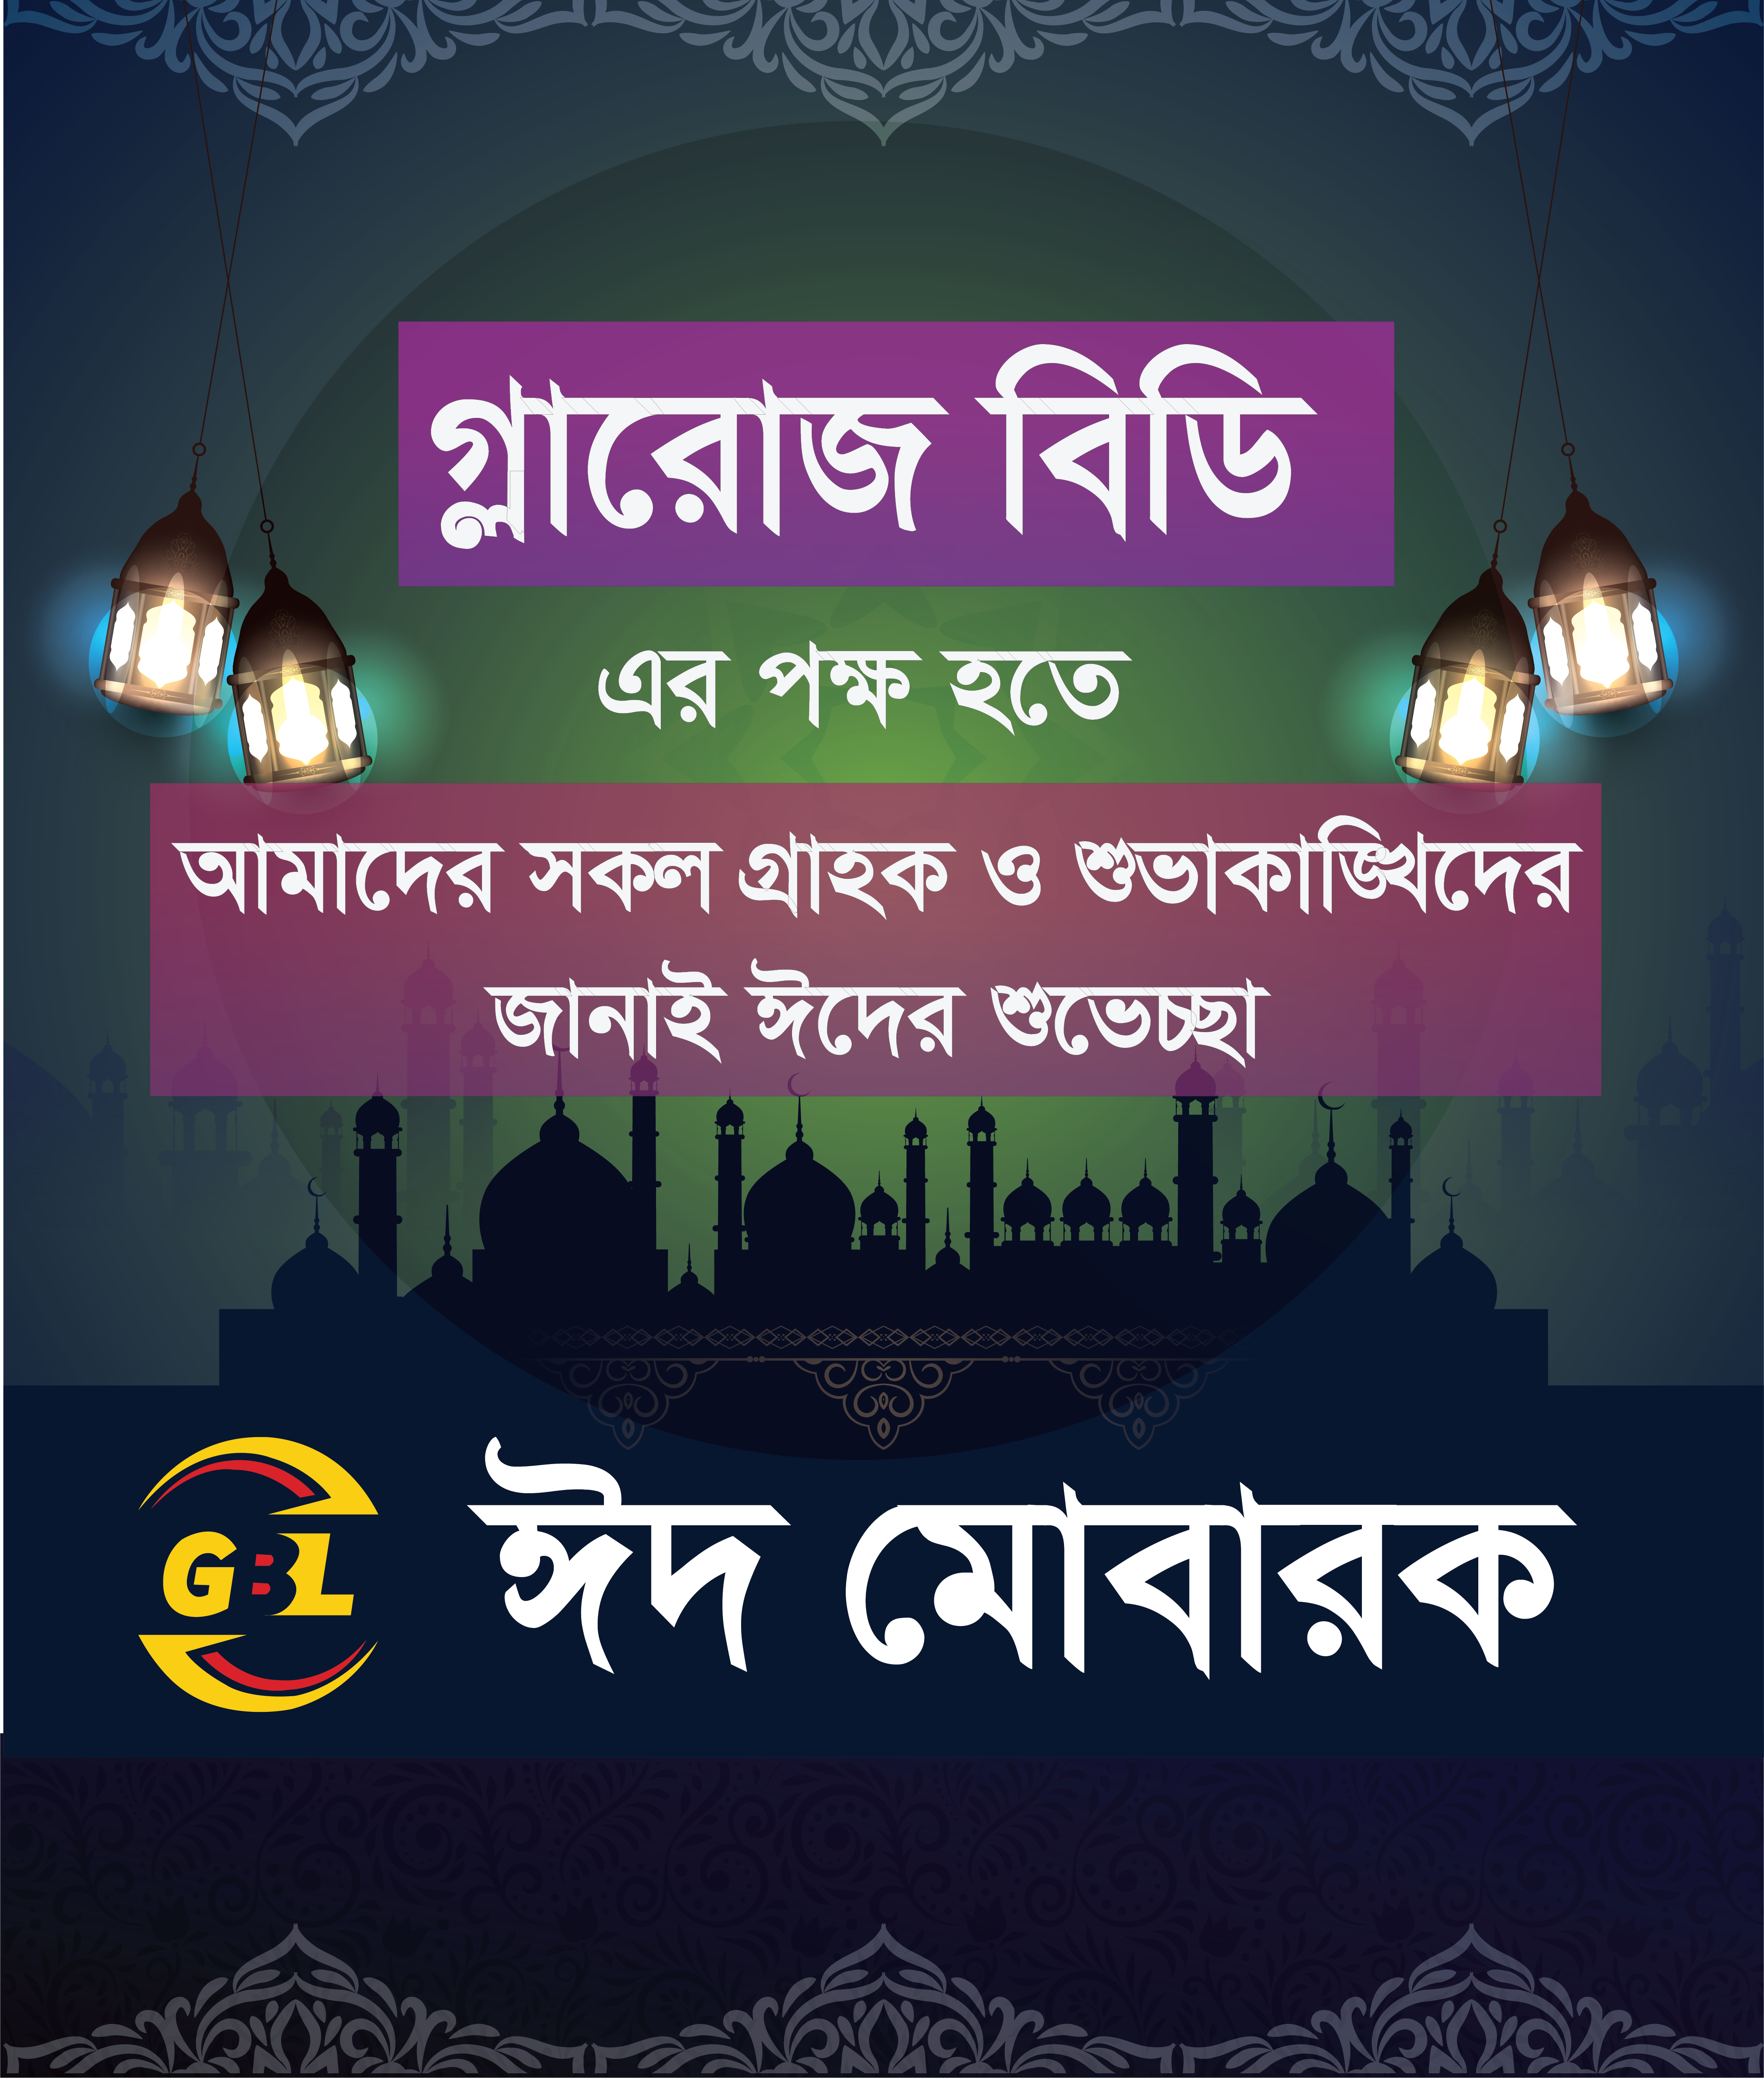 গ্লারোজ বিডি
এর পক্ষ হতে
আমাদের সকল গ্রাহক ও শুভাকাঙ্খিদের
জানাই ঈদের শুভেচ্ছা
GBL
ঈদ মোবারক